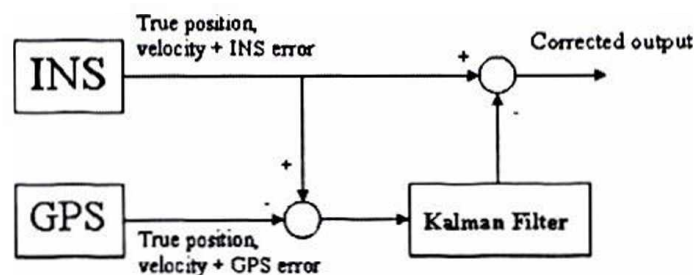 True position,
velocity + INS error
INS
+
Corrected output
-
+
-
GPS
Kalman Filter
True position,
velocity + GPS error